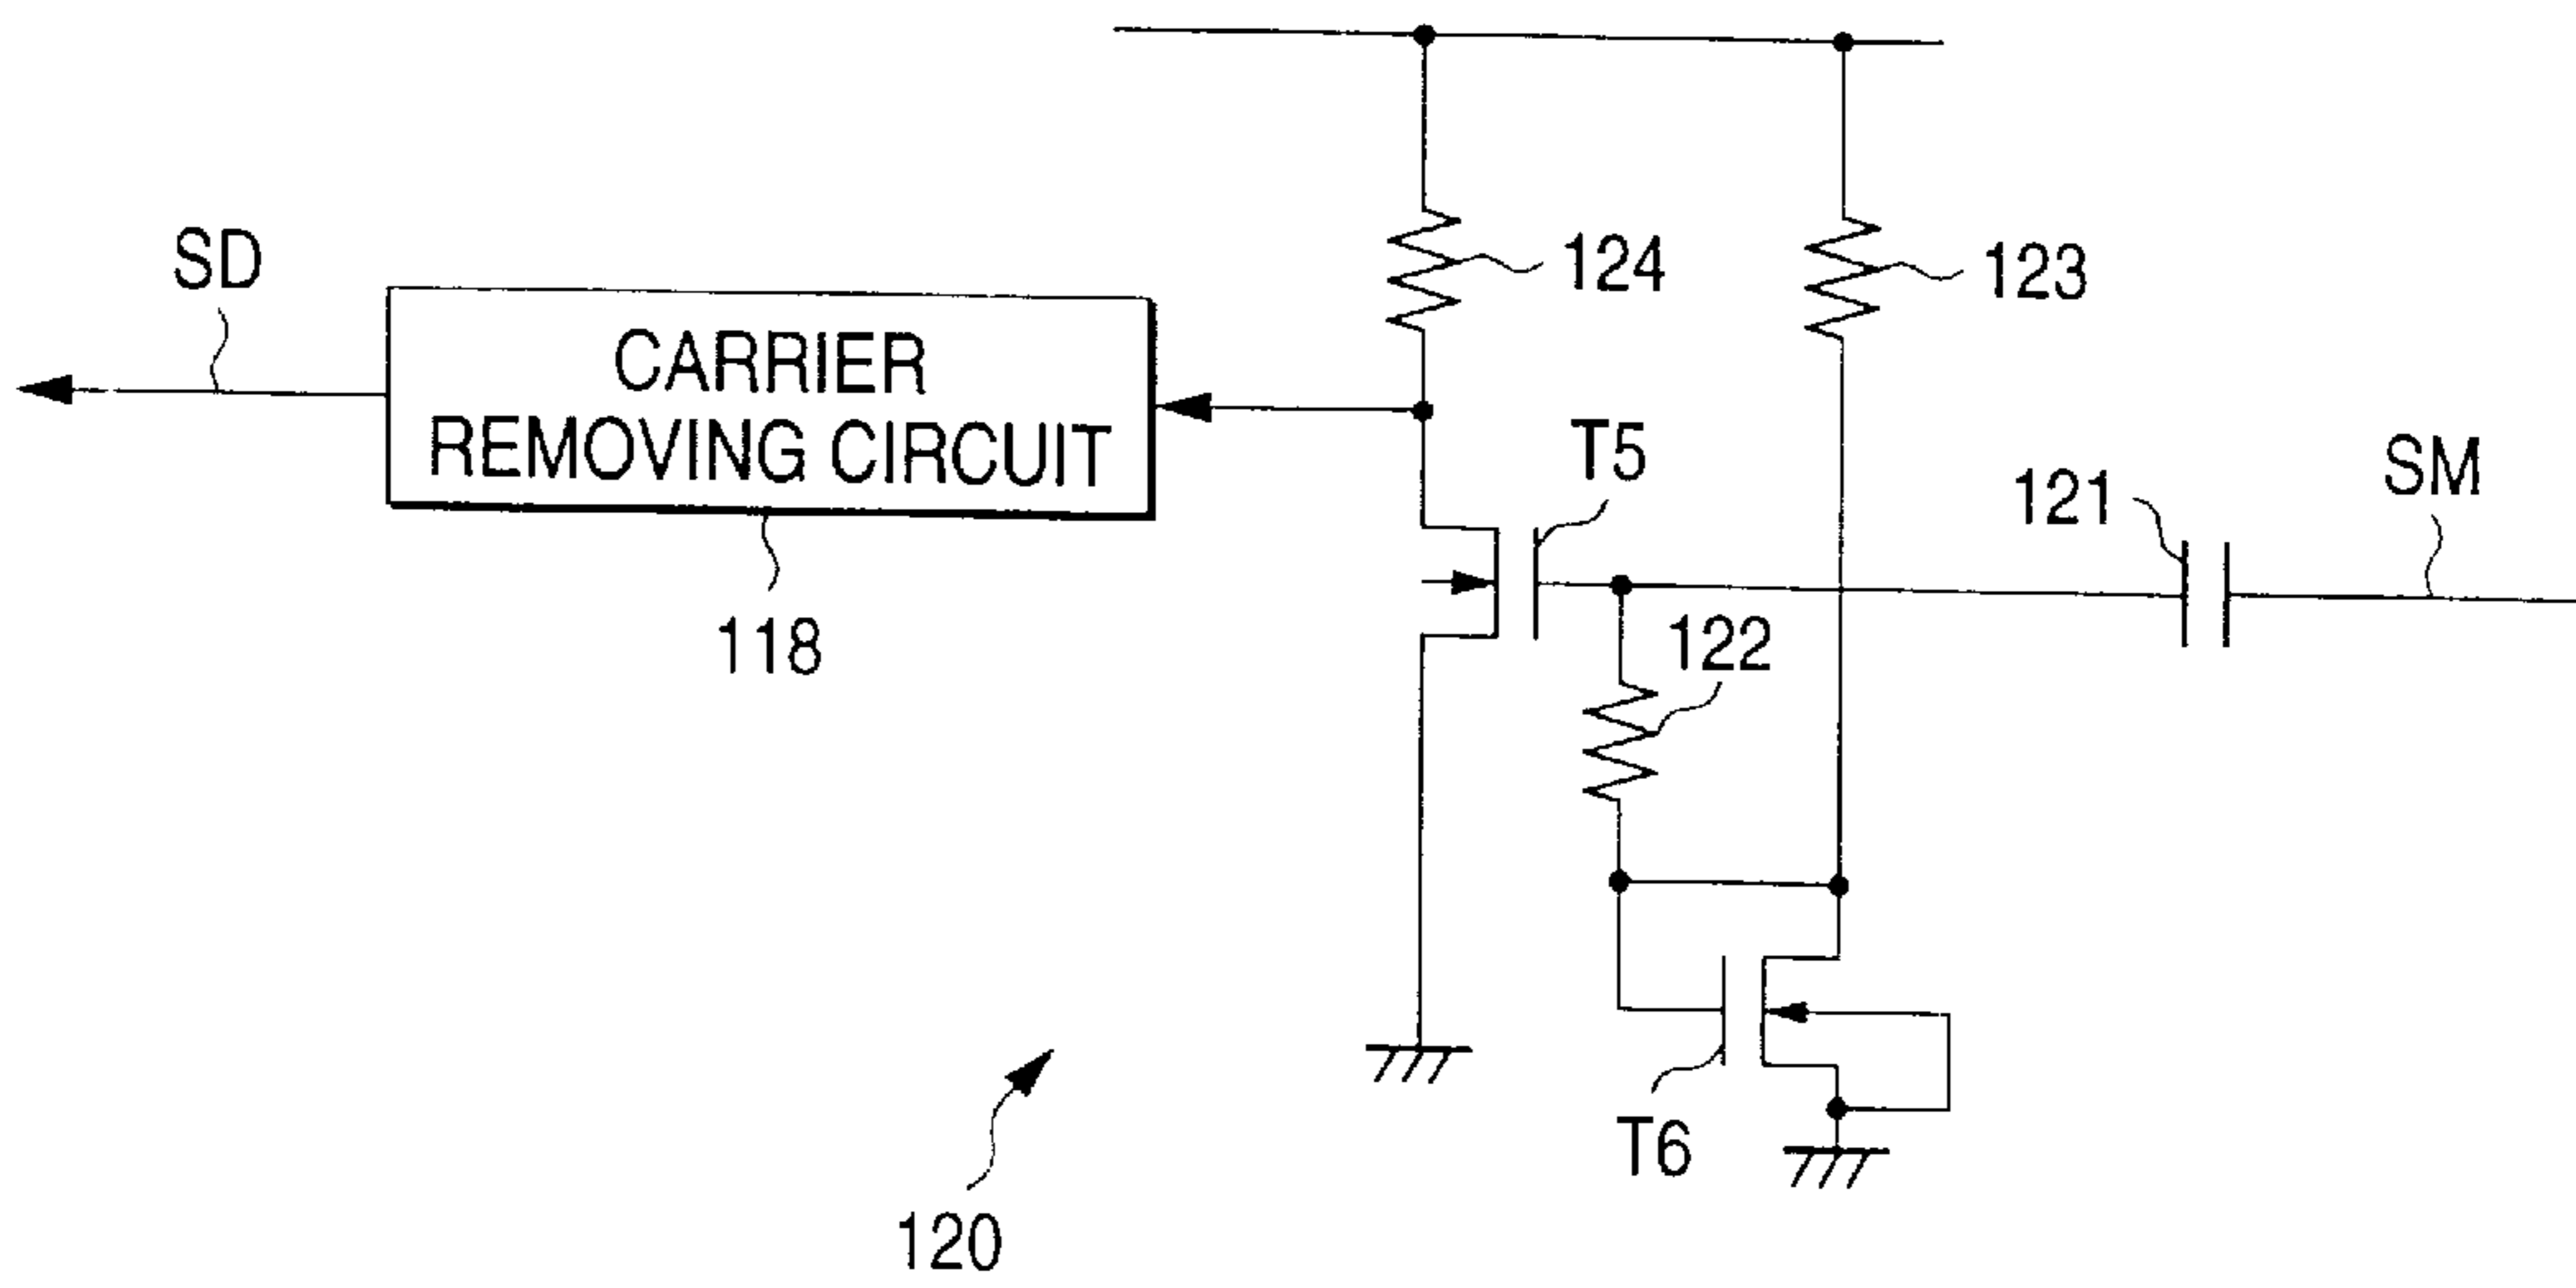 SD
CARRIER
REMOVING CIRCUIT
118
124
123
T5
121
SM
122
T6
120